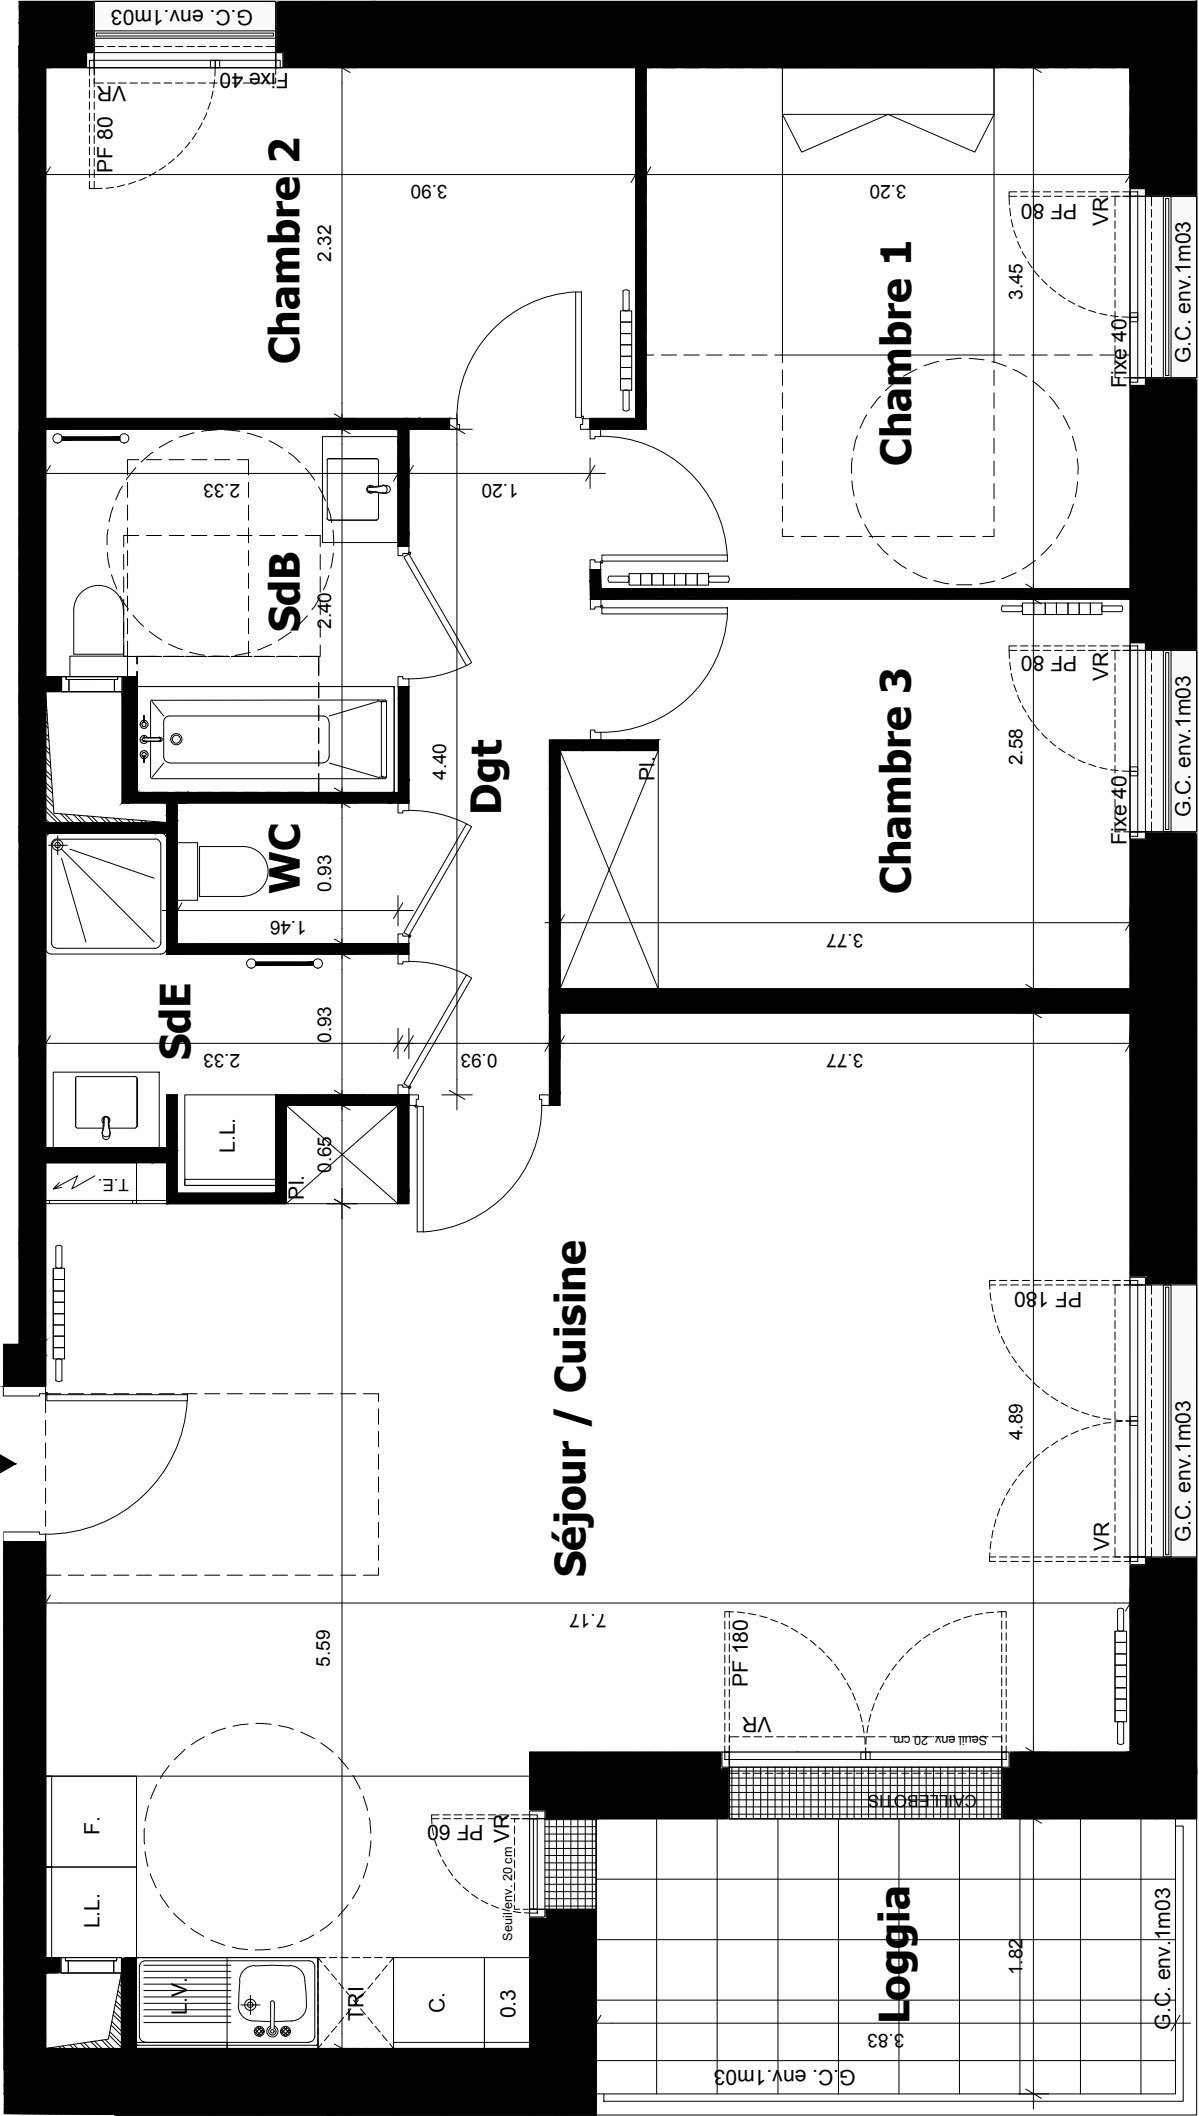 G.C. env.1m03
Fixe 40
VR
PF 80
Chambre 2
2.32
3.90
3.20
Chambre 1
3.45
PF 80
VR
Fixe 40
G.C. env.1m03
2.33
1.20
SdB
2.40
Dgt
4.40
Pl.
Chambre 3
2.58
PF 80
VR
Fixe 40
G.C. env.1m03
3.77
WC
0.93
1.46
SdE
0.93
2.33
0.93
3.77
L.L.
T.E.
Pl.
0.65
Séjour / Cuisine
PF 180
4.89
VR
G.C. env.1m03
7.17
5.59
PF 180
VR
Seuil env. 20 cm
CAILLEBOTIS
F.
L.L.
PF 60
VR
Seuil env. 20 cm
L.V.
TRI
C.
0.3
Loggia
1.82
3.83
G.C. env.1m03
G.C. env.1m03